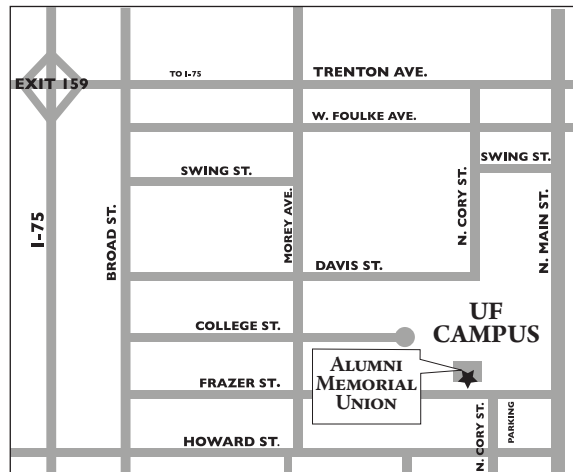 TO I-75
TRENTON AVE.
EXIT 159
W. FOULKE AVE.
SWING ST.
SWING ST.
I-75
BROAD ST.
MOREY AVE.
N. CORY ST.
N. MAIN ST.
DAVIS ST.
UF
CAMPUS
COLLEGE ST.
ALUMNI
MEMORIAL
UNION
FRAZER ST.
N. CORY ST.
PARKING
HOWARD ST.